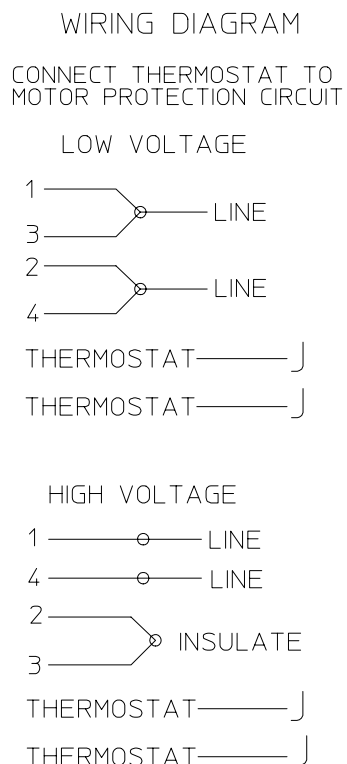 WIRING DIAGRAM
CONNECT THERMOSTAT TO
MOTOR PROTECTION CIRCUIT
LOW VOLTAGE
1
LINE
3
2
LINE
4
THERMOSTAT J
THERMOSTAT J
HIGH VOLTAGE
1 LINE
4 LINE
2
INSULATE
3
THERMOSTAT J
THERMOSTAT J